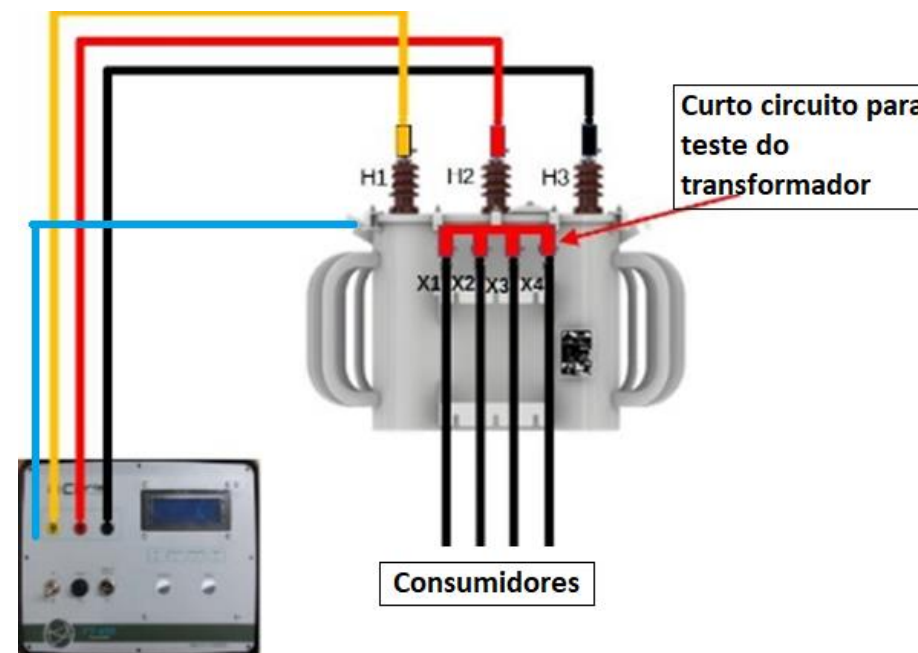 Curto circuito para
teste do
transformador
H1 H2 H3
X1 X2 X3 X4
Consumidores